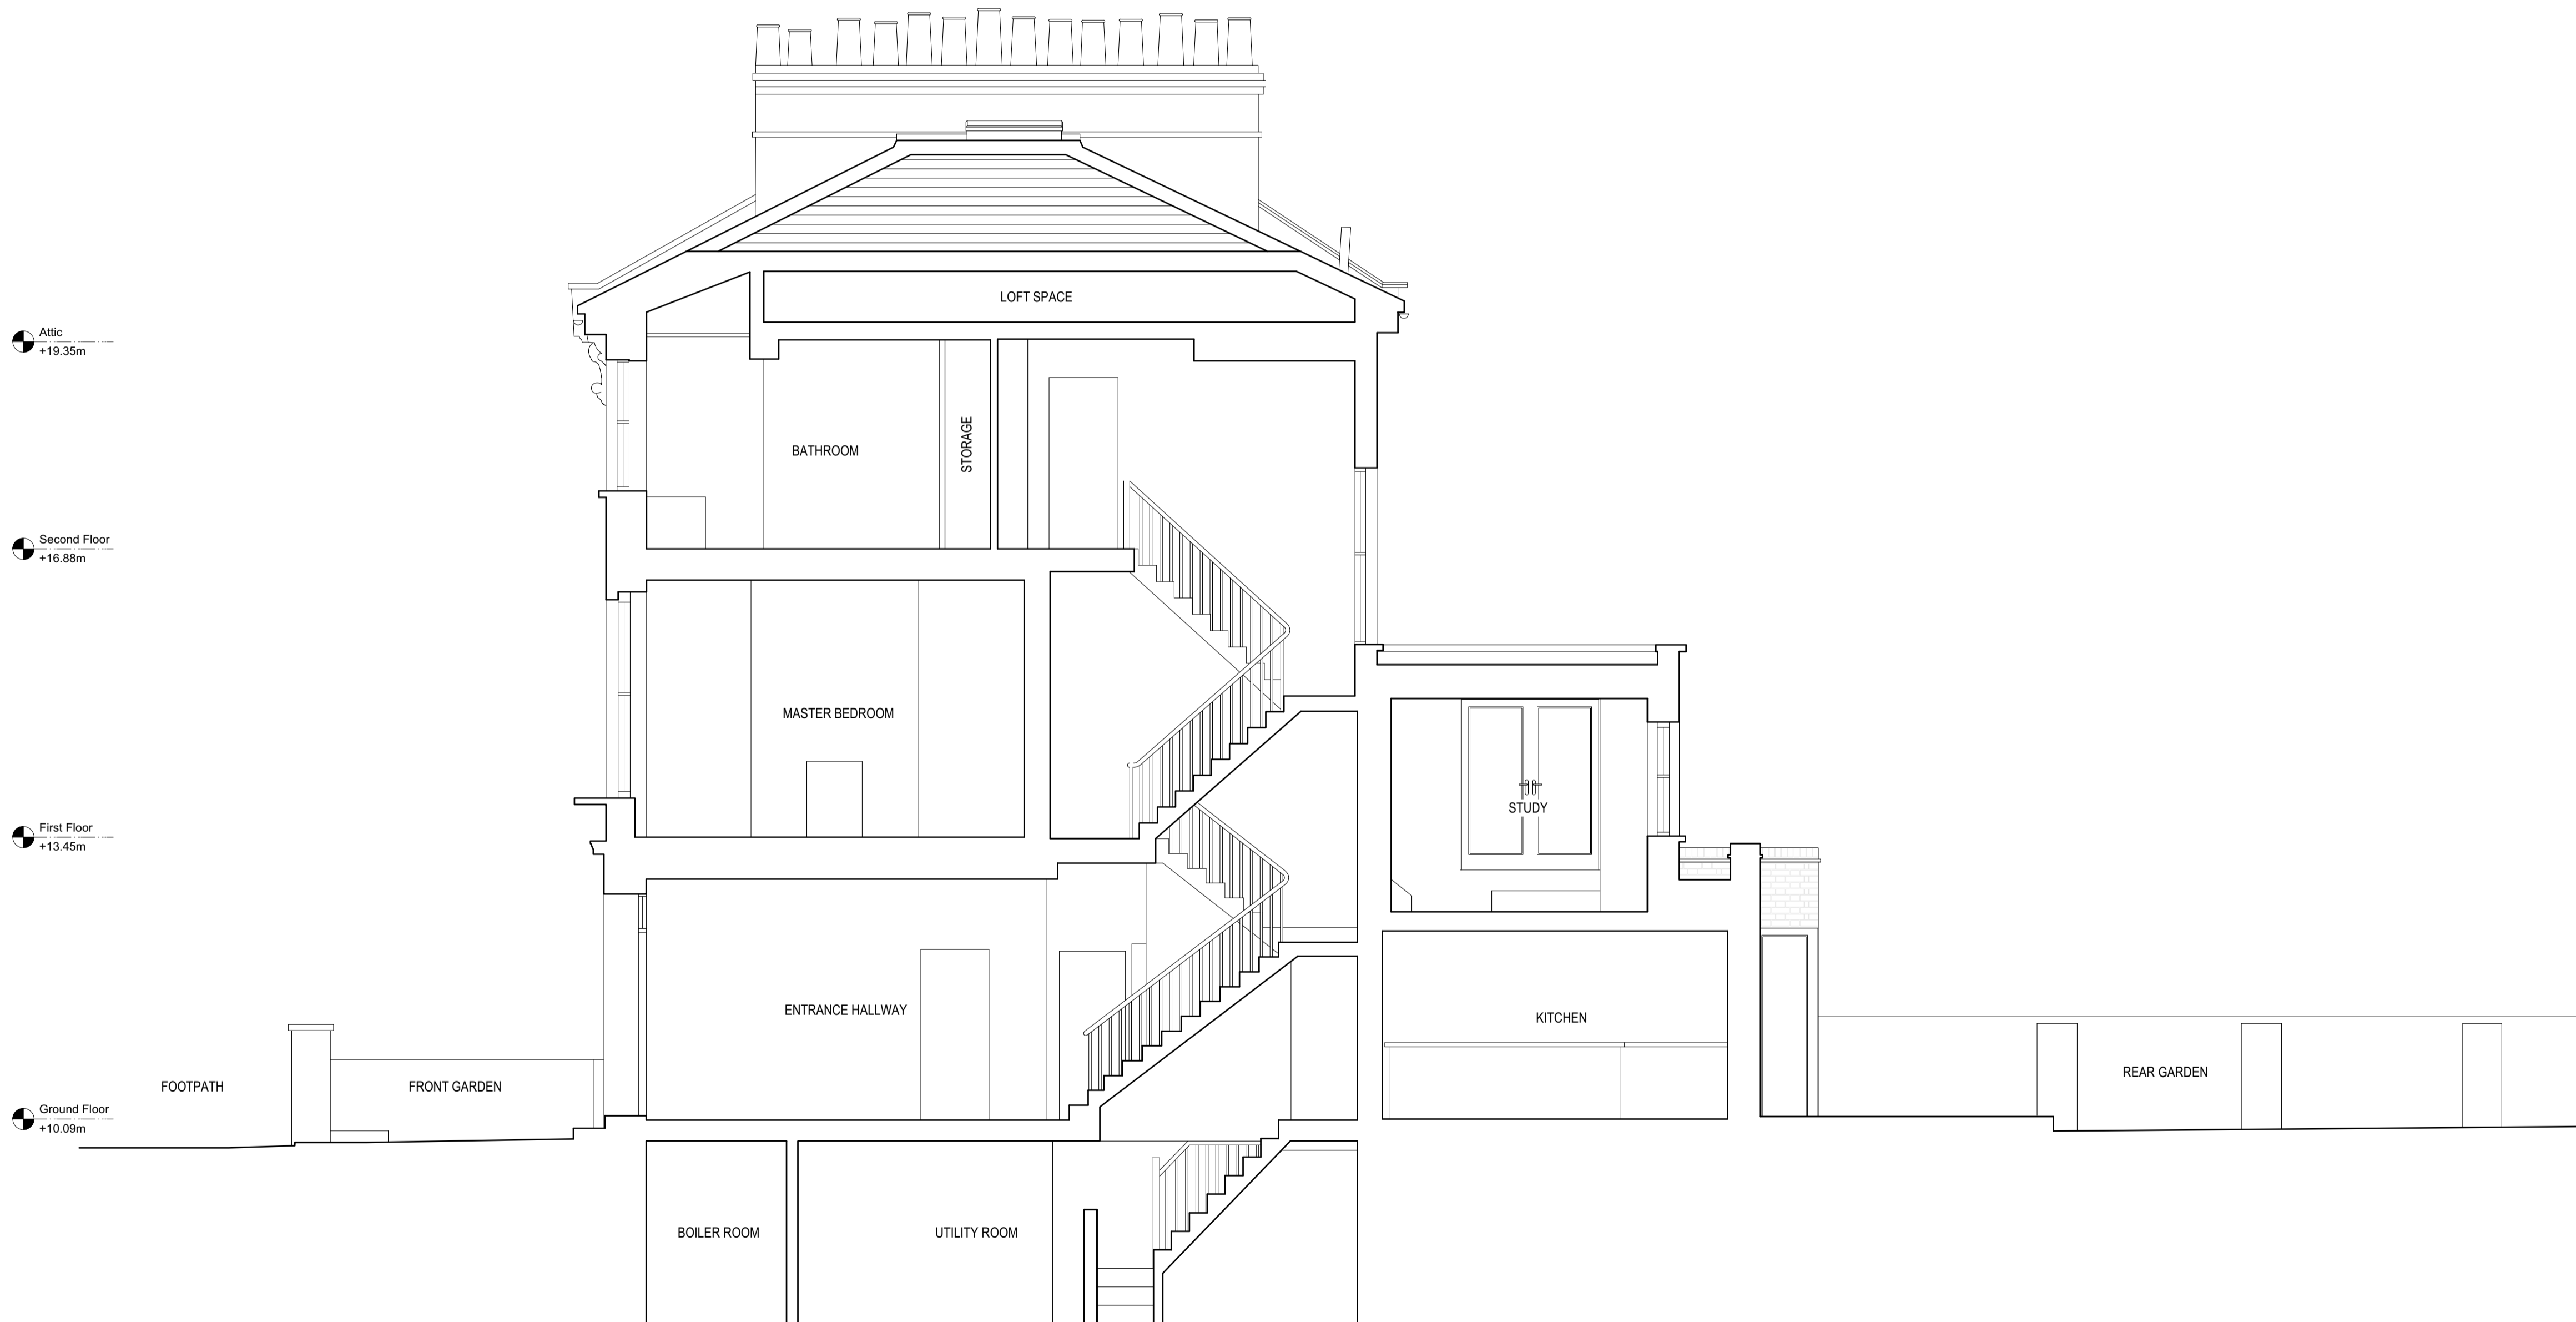 LOFT SPACE
Attic
+19.35m
BATHROOM
STORAGE
Second Floor
+16.88m
MASTER BEDROOM
STUDY
First Floor
+13.45m
ENTRANCE HALLWAY
KITCHEN
FOOTPATH
FRONT GARDEN
REAR GARDEN
Ground Floor
+10.09m
BOILER ROOM
UTILITY ROOM